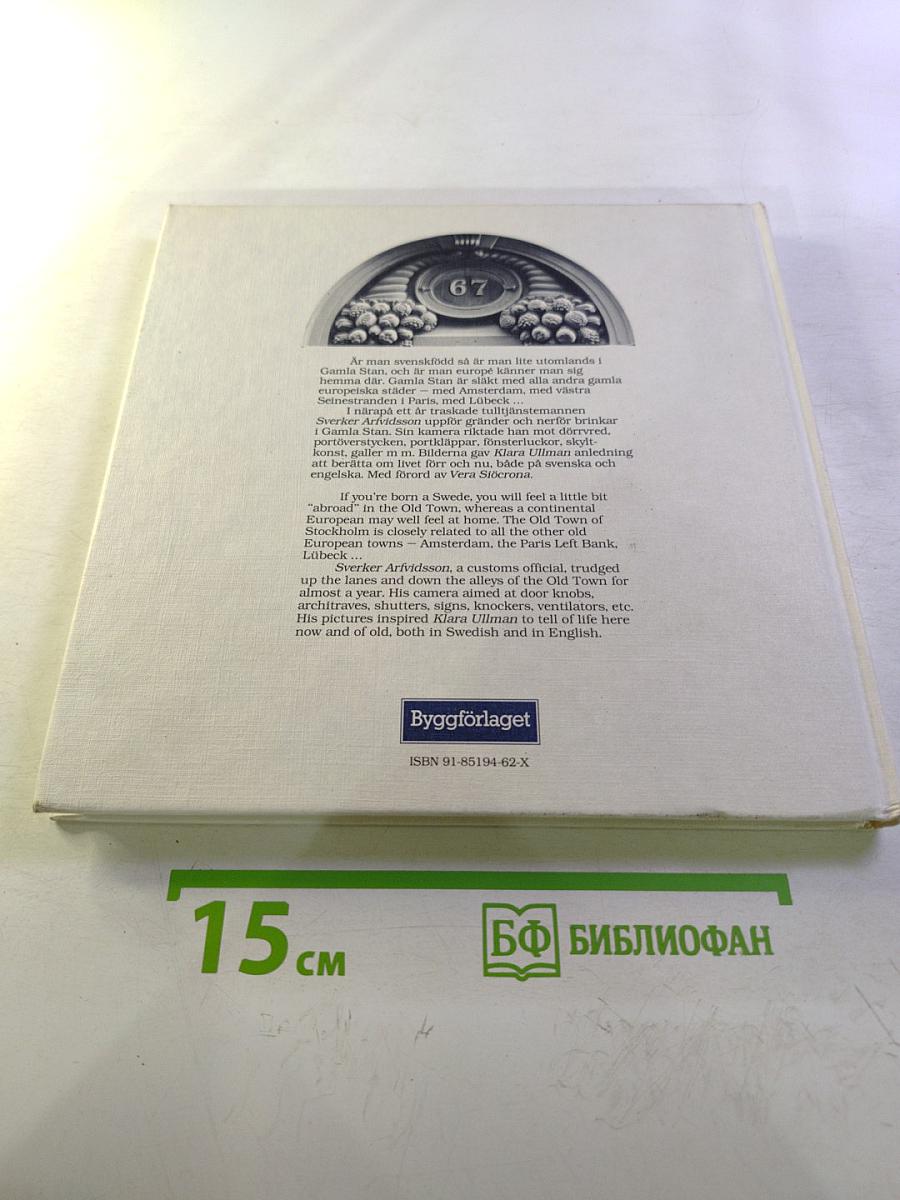 67
Är man svenskfödd så är man lite utomlands i
Gamla Stan, och är man europé känner man sig
hemma där. Gamla Stan är släkt med alla andra gamla
europeiska städer — med Amsterdam, med västra
Seinestranden i Paris, med Lübeck ...
I närapå ett år traskade tulltjänstemannen
Sverker Arfvidsson uppför gränder och nerför brinkar
i Gamla Stan. Sin kamera riktade han mot dörrvred,
portöverstycken, portkläppar, fönsterluckor, skylt-
konst, galler m m. Bilderna gav Klara Ullman anledning
att berätta om livet förr och nu, både på svenska och
engelska. Med förord av Vera Siöcrona.
If you're born a Swede, you will feel a little bit
“abroad” in the Old Town, whereas a continental
European may well feel at home. The Old Town of
Stockholm is closely related to all the other old
European towns — Amsterdam, the Paris Left Bank,
Lübeck ...
Sverker Arfvidsson, a customs official, trudged
up the lanes and down the alleys of the Old Town for
almost a year. His camera aimed at door knobs,
architraves, shutters, signs, knockers, ventilators, etc.
His pictures inspired Klara Ullman to tell of life here
now and of old, both in Swedish and in English.
Byggförlaget
ISBN 91-85194-62-X
15 см
БФ БИБЛИОФАН